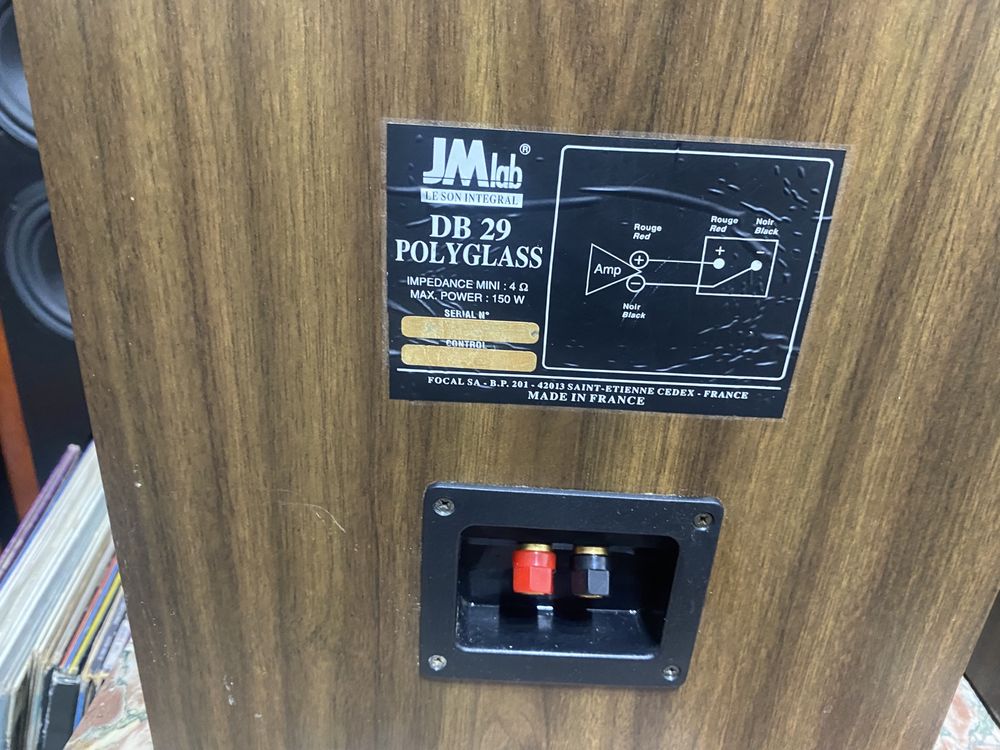 JMlab®
LE SON INTEGRAL
DB 29
POLYGLASS
IMPEDANCE MINI : 4 Ω
MAX. POWER : 150 W
SERIAL N°
CONTROL
Rouge
Red
Amp
+
−
Noir
Black
Rouge
Red
Noir
Black
+
-
FOCAL SA - B.P. 201 - 42013 SAINT-ETIENNE CEDEX - FRANCE
MADE IN FRANCE